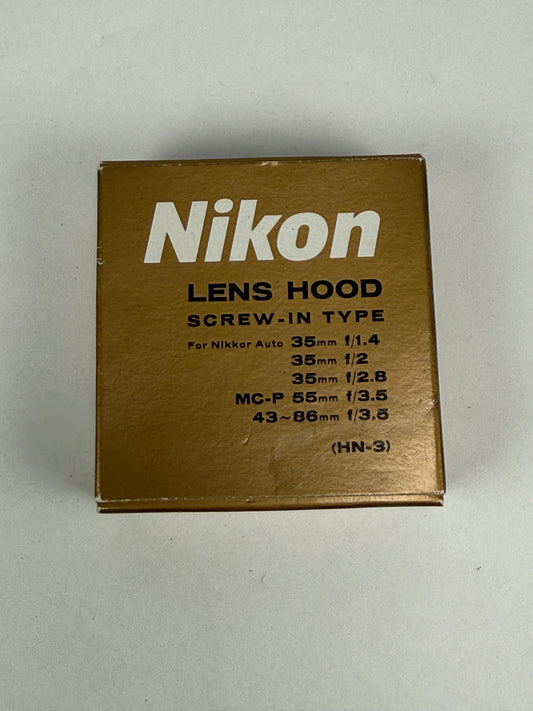 Nikon
LENS HOOD
SCREW-IN TYPE
For Nikkor Auto 35mm f/1.4
35mm f/2
35mm f/2.8
MC-P 55mm f/3.5
43~86mm f/3.5
(HN-3)